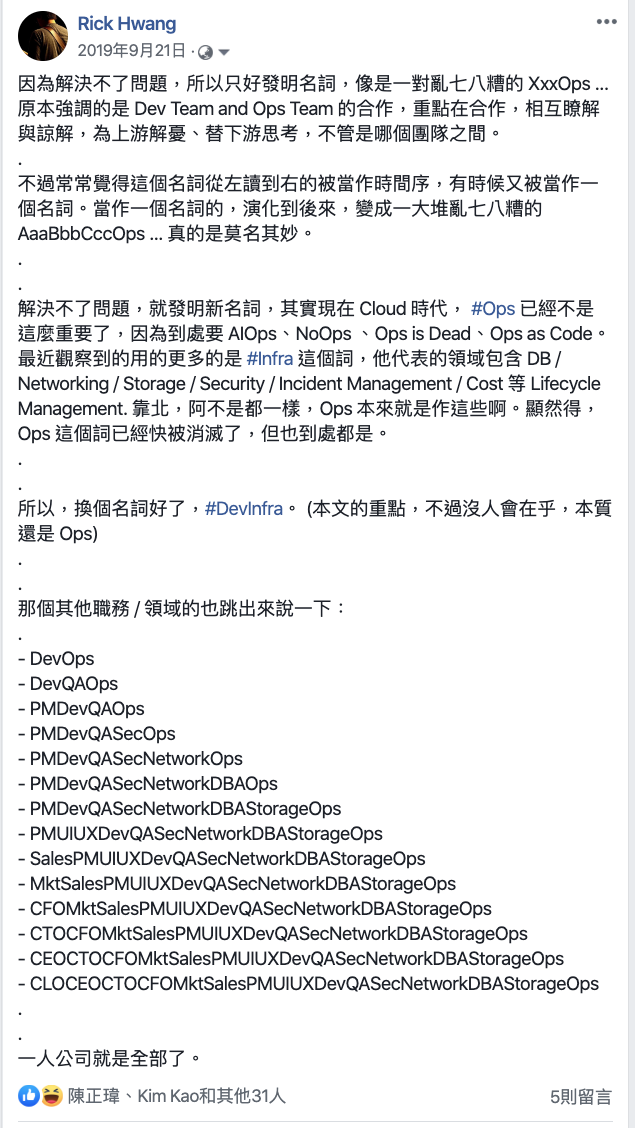 Rick Hwang
2019年9月21日 ·
因為解決不了問題，所以只好發明名詞，像是一對亂七八糟的 XxxOps ...
原本強調的是 Dev Team and Ops Team 的合作，重點在合作，相互瞭解
與諒解，為上游解憂、替下游思考，不管是哪個團隊之間。
.
不過常常覺得這個名詞從左讀到右的被當作時間序，有時候又被當作一
個名詞。當作一個名詞的，演化到後來，變成一大堆亂七八糟的
AaaBbbCccOps ... 真的是莫名其妙。
.
.
解決不了問題，就發明新名詞，其實現在 Cloud 時代， #Ops 已經不是
這麼重要了，因為到處要 AIOps、NoOps 、Ops is Dead、Ops as Code。
最近觀察到的用的更多的是 #Infra 這個詞，他代表的領域包含 DB /
Networking / Storage / Security / Incident Management / Cost 等 Lifecycle
Management. 靠北，阿不是都一樣，Ops 本來就是作這些啊。顯然得，
Ops 這個詞已經快被消滅了，但也到處都是。
.
.
所以，換個名詞好了，#DevInfra。 (本文的重點，不過沒人會在乎，本質
還是 Ops)
.
.
那個其他職務 / 領域的也跳出來說一下：
.
- DevOps
- DevQAOps
- PMDevQAOps
- PMDevQASecOps
- PMDevQASecNetworkOps
- PMDevQASecNetworkDBAOps
- PMDevQASecNetworkDBAStorageOps
- PMUIUXDevQASecNetworkDBAStorageOps
- SalesPMUIUXDevQASecNetworkDBAStorageOps
- MktSalesPMUIUXDevQASecNetworkDBAStorageOps
- CFOMktSalesPMUIUXDevQASecNetworkDBAStorageOps
- CTOCFOMktSalesPMUIUXDevQASecNetworkDBAStorageOps
- CEOCTOCFOMktSalesPMUIUXDevQASecNetworkDBAStorageOps
- CLOCEOCTOCFOMktSalesPMUIUXDevQASecNetworkDBAStorageOps
.
.
一人公司就是全部了。
陳正瑋、Kim Kao和其他31人
5則留言